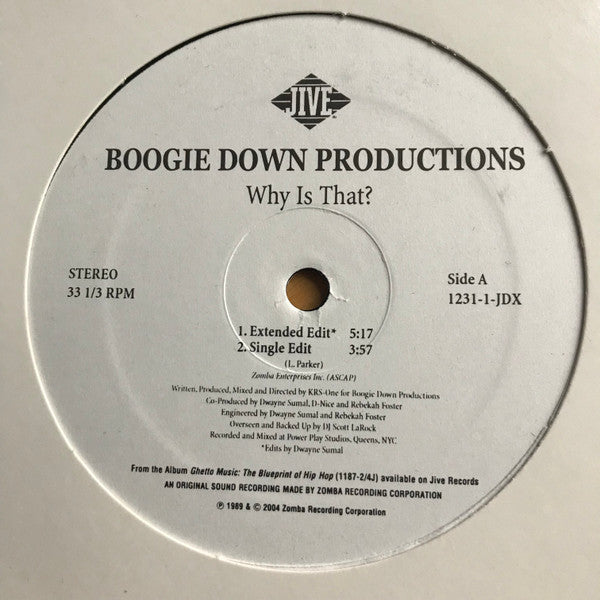 JIVE
BOOGIE DOWN PRODUCTIONS
Why Is That?
STEREO
33 1/3 RPM
Side A
1231-1-JDX
1. Extended Edit* 5:17
2. Single Edit 3:57
(L. Parker)
Zomba Enterprises Inc. (ASCAP)
Written, Produced, Mixed and Directed by KRS-One for Boogie Down Productions
Co-Produced by Dwayne Sumal, D-Nice and Rebekah Foster
Engineered by Dwayne Sumal and Rebekah Foster
Overseen and Backed Up by DJ Scott LaRock
Recorded and Mixed at Power Play Studios, Queens, NYC
*Edits by Dwayne Sumal
From the Album Ghetto Music: The Blueprint of Hip Hop (1187-2/4J) available on Jive Records
AN ORIGINAL SOUND RECORDING MADE BY ZOMBA RECORDING CORPORATION
℗ 1989 & © 2004 Zomba Recording Corporation